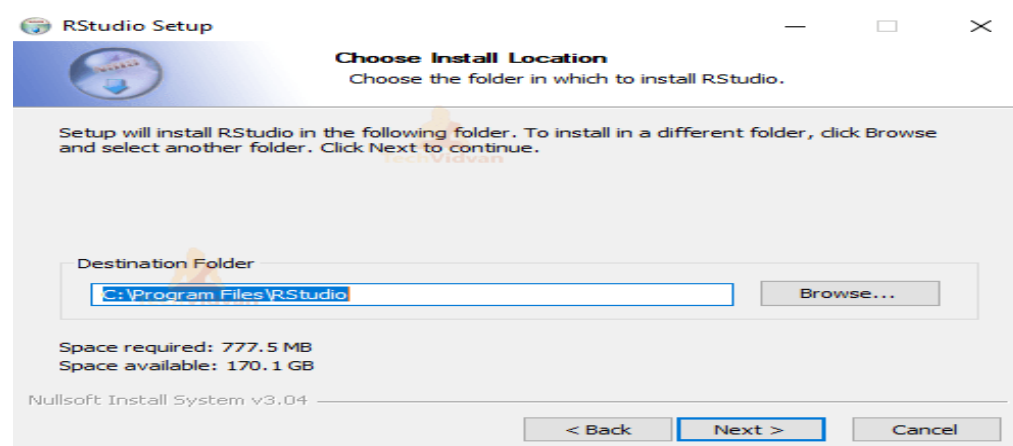 RStudio Setup
Choose Install Location
Choose the folder in which to install RStudio.
Setup will install RStudio in the following folder. To install in a different folder, click Browse
and select another folder. Click Next to continue.
TechVidvan
Destination Folder
C:\Program Files\RStudio
Browse...
Space required: 777.5 MB
Space available: 170.1 GB
Nullsoft Install System v3.04
< Back
Next >
Cancel